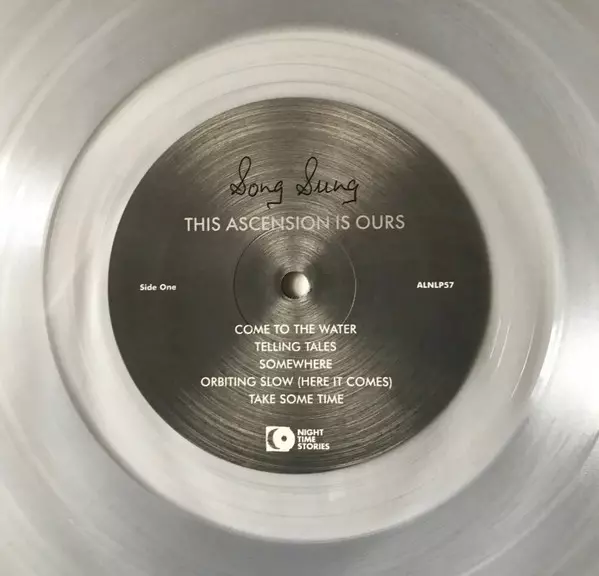 Song Sung
THIS ASCENSION IS OURS
Side One
ALNLP57
COME TO THE WATER
TELLING TALES
SOMEWHERE
ORBITING SLOW (HERE IT COMES)
TAKE SOME TIME
NIGHT
TIME
STORIES